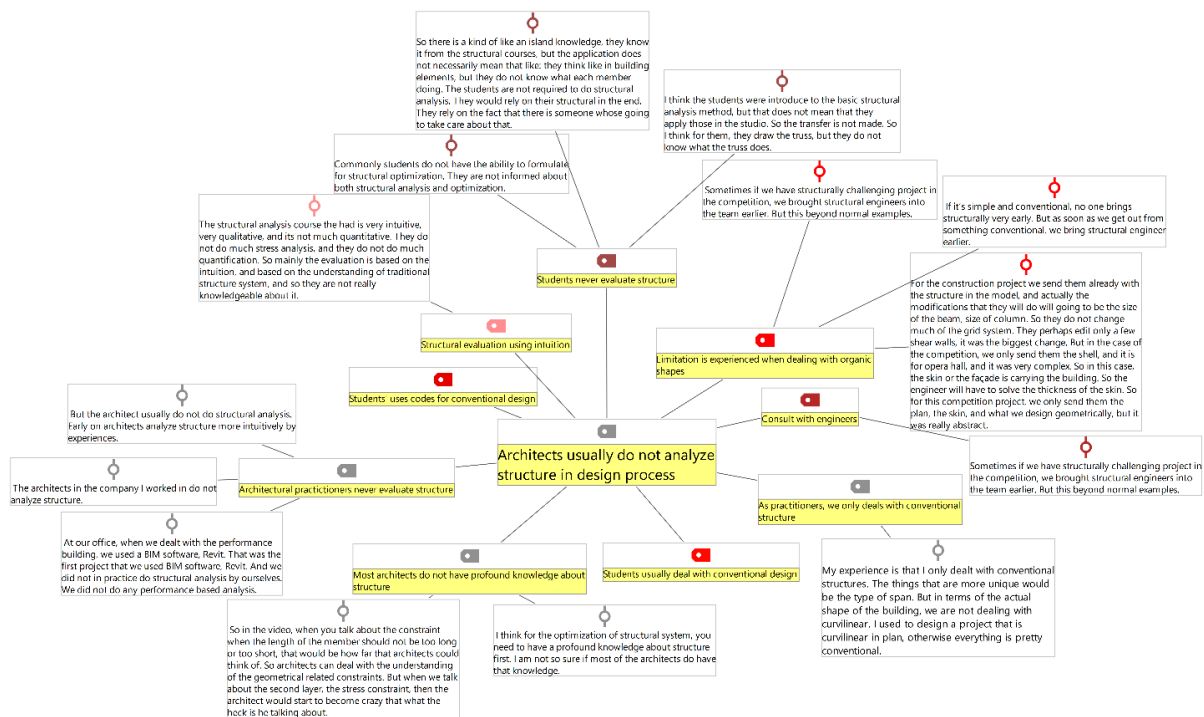 So there is a kind of like an island knowledge, they know
it from the structural courses, but the application does
not necessarily mean that like: they think like in building
elements, but they do not know what each member
doing. The students are not required to do structural
analysis. They would rely on their structural in the end.
They rely on the fact that there is someone whose going
to take care about that.
I think the students were introduce to the basic structural
analysis method, but that does not mean that they
apply those in the studio. So the transfer is not made. So
I think for them, they draw the truss, but they do not
know what the truss does.
Commonly students do not have the ability to formulate
for structural optimization, They are not informed about
both structural analysis and optimization.
Sometimes if we have structurally challenging project in
the competition, we brought structural engineers into
the team earlier. But this beyond normal examples.
If it's simple and conventional, no one brings
structurally very early. But as soon as we get out from
something conventional. we bring structural engineer
earlier.
The structural analysis course the had is very intuitive,
very qualitative, and its not much quantitative. They do
not do much stress analysis, and they do not do much
quantification. So mainly the evaluation is based on the
intuition, and based on the understanding of traditional
structure system, and so they are not really
knowledgeable about it.
Students never evaluate structure
For the construction project we send them already with
the structure in the model, and actually the
modifications that they will do will going to be the size
of the beam, size of column. So they do not change
much of the grid system. They perhaps edit only a few
shear walls, it was the biggest change, But in the case of
the competition, we only send them the shell, and it is
for opera hall, and it was very complex. So in this case,
the skin or the façade is carrying the building. So the
engineer will have to solve the thickness of the skin. So
for this competition project, we only send them the
plan, the skin, and what we design geometrically, but it
was really abstract.
Structural evaluation using intuition
Limitation is experienced when dealing with organic
shapes
Students uses codes for conventional design
Consult with engineers
But the architect usually do not do structural analysis.
Early on architects analyze structure more intuitively by
experiences.
Architects usually do not analyze
structure in design process
Sometimes if we have structurally challenging project in
the competition, we brought structural engineers into
the team earlier. But this beyond normal examples.
The architects in the company I worked in do not
analyze structure.
Architectural practictioners never evaluate structure
As practitioners, we only deals with conventional
structure
At our office, when we dealt with the performance
building, we used a BIM software, Revit. That was the
first project that we used BIM software, Revit. And we
did not in practice do structural analysis by ourselves.
We did not do any performance based analysis.
Most architects do not have profound knowledge about
structure
Students usually deal with conventional design
My experience is that I only dealt with conventional
structures. The things that are more unique would
be the type of span. But in terms of the actual
shape of the building, we are not dealing with
curvilinear. I used to design a project that is
curvilinear in plan, otherwise everything is pretty
conventional.
So in the video, when you talk about the constraint
when the length of the member should not be too long
or too short, that would be how far that architects could
think of. So architects can deal with the understanding
of the geometrical related constraints. But when we talk
about the second layer, the stress constraint, then the
architect would start to become crazy that what the
heck is he talking about.
I think for the optimization of structural system, you
need to have a profound knowledge about structure
first. I am not so sure if most of the architects do have
that knowledge.